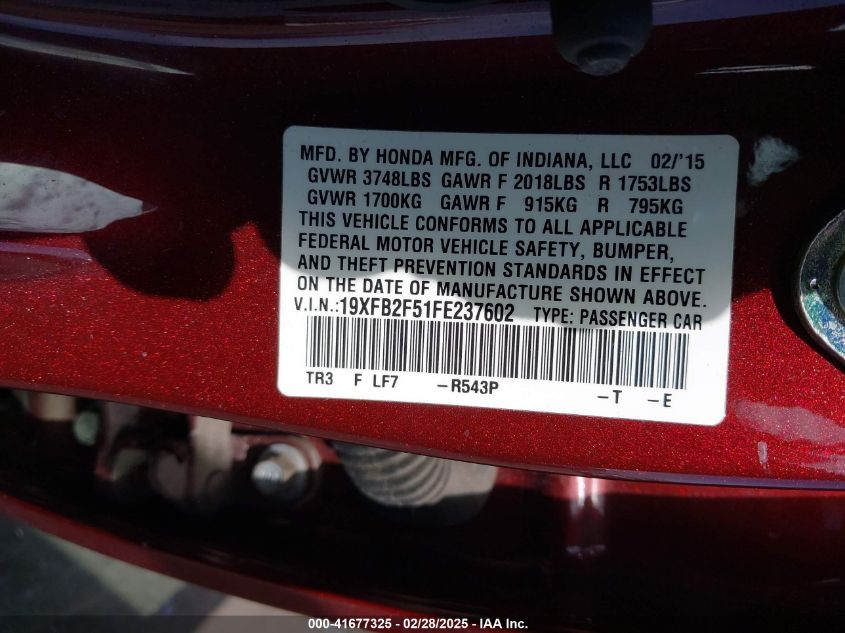 MFD. BY HONDA MFG. OF INDIANA, LLC 02/'15
GVWR 3748LBS GAWR F 2018LBS R 1753LBS
GVWR 1700KG GAWR F 915KG R 795KG
THIS VEHICLE CONFORMS TO ALL APPLICABLE
FEDERAL MOTOR VEHICLE SAFETY, BUMPER,
AND THEFT PREVENTION STANDARDS IN EFFECT
ON THE DATE OF MANUFACTURE SHOWN ABOVE.
V.I.N.:19XFB2F51FE237602 TYPE: PASSENGER CAR
TR3 F LF7 -R543P -T -E
000-41677325 - 02/28/2025 - IAA Inc.